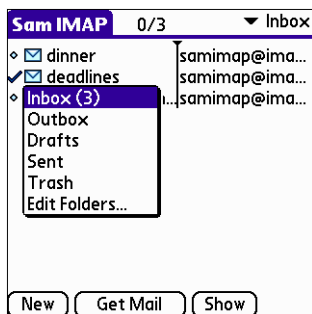 Sam IMAP 0/3 Inbox
dinner samimap@ima...
deadlines samimap@ima...
Inbox (3) ...samimap@ima...
Outbox
Drafts
Sent
Trash
Edit Folders...
New Get Mail Show